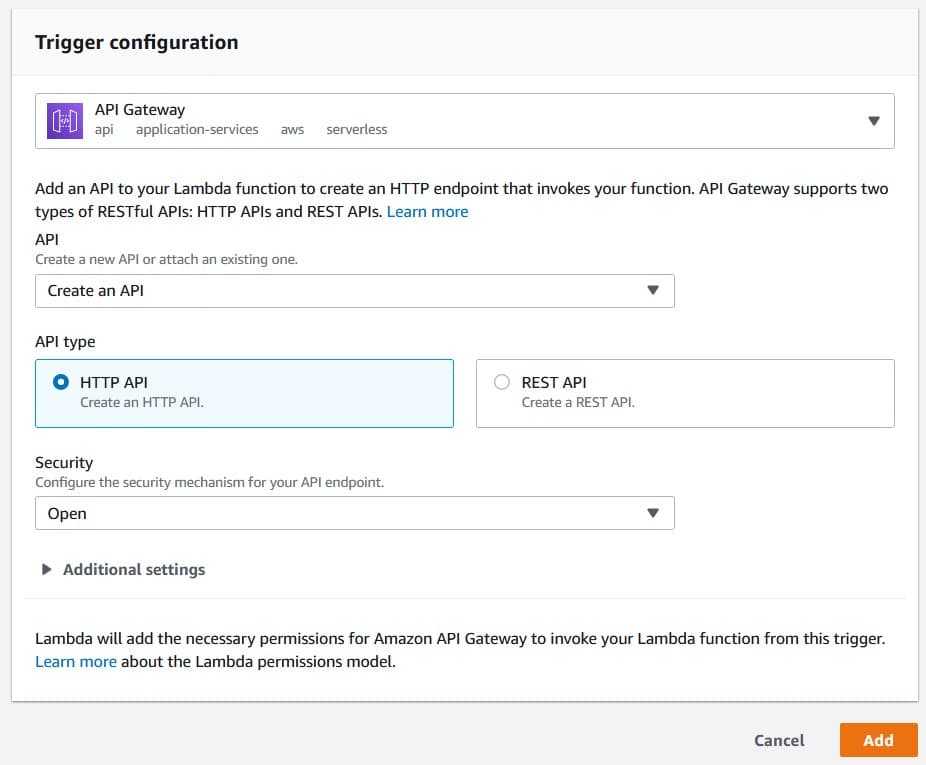 Trigger configuration
API Gateway
api application-services aws serverless
Add an API to your Lambda function to create an HTTP endpoint that invokes your function. API Gateway supports two
types of RESTful APIs: HTTP APIs and REST APIs. Learn more
API
Create a new API or attach an existing one.
Create an API
API type
HTTP API
Create an HTTP API.
REST API
Create a REST API.
Security
Configure the security mechanism for your API endpoint.
Open
Additional settings
Lambda will add the necessary permissions for Amazon API Gateway to invoke your Lambda function from this trigger.
Learn more about the Lambda permissions model.
Cancel
Add